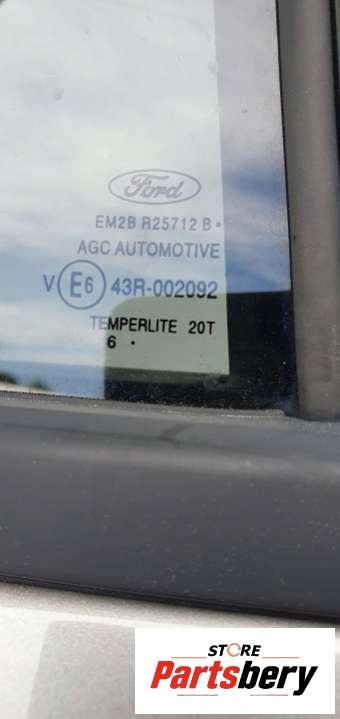 Ford
EM2B R25712 B
AGC AUTOMOTIVE
V E6 43R-002092
TEMPERLITE 20T
6 •
STORE
Partsbery